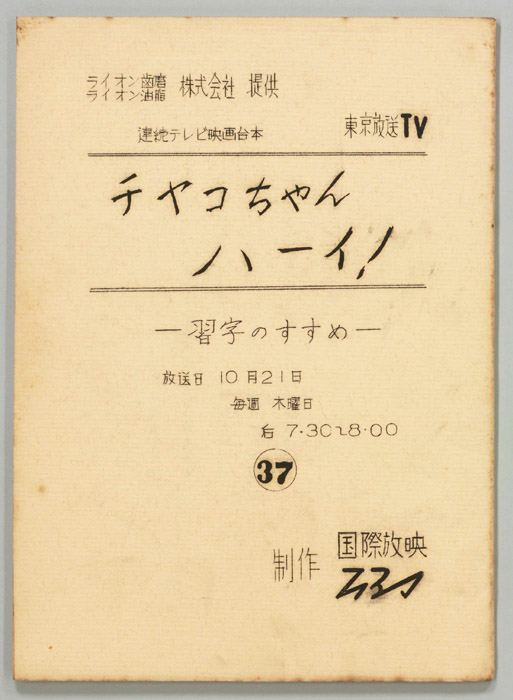 ライオン歯磨
ライオン油脂 株式会社 提供
東京放送TV
連続テレビ映画台本
チヤコちゃん
ハーイ!
―習字のすすめ―
放送日 10月21日
毎週 木曜日
后 7・30~8・00
37
制作 国際放映
TBS